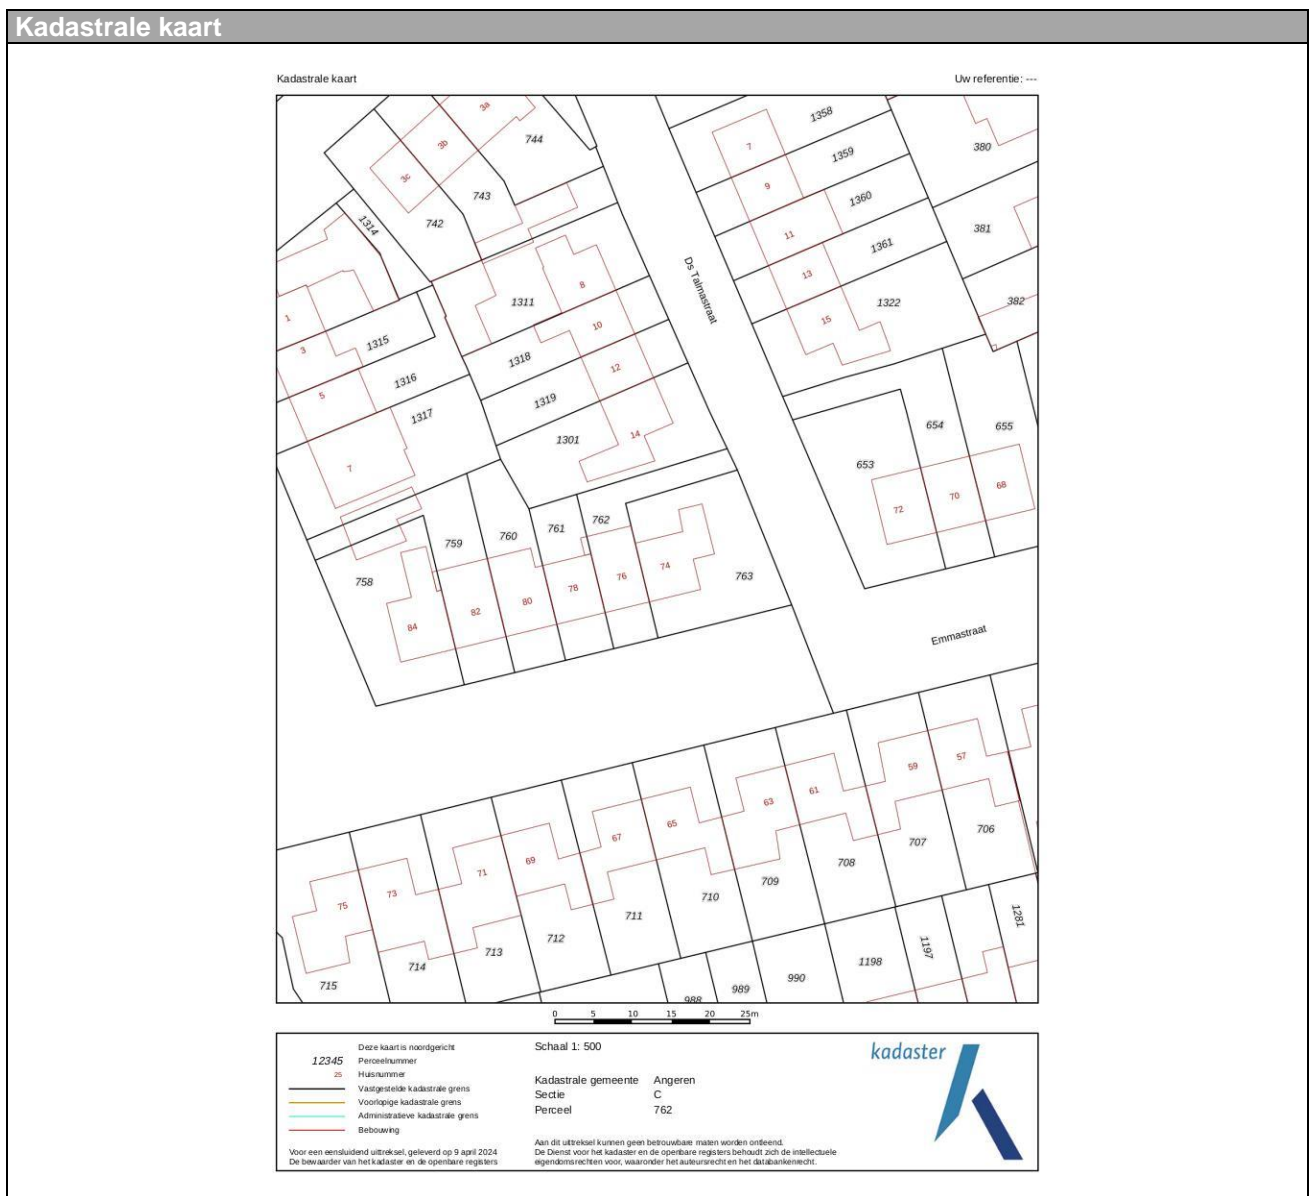 Kadastrale kaart
Kadastrale kaart
Uw referentie: ---
3a
3b
744
3c
743
742
1314
1358
7
1359
380
9
1360
11
381
1361
13
1322
382
15
Ds Talmastraat
8
1311
10
1318
12
1319
14
1301
1
3
1315
5
1316
1317
7
654
655
653
72
70
68
762
761
760
759
758
763
74
76
78
80
82
84
Emmastraat
57
59
61
63
65
67
69
71
73
75
706
707
708
709
710
711
712
713
714
715
1281
1197
1198
990
989
988
0 5 10 15 20 25m
Deze kaart is noordgericht
12345 Perceelnummer
25 Huisnummer
Vastgestelde kadastrale grens
Voorlopige kadastrale grens
Administratieve kadastrale grens
Bebouwing
Voor een eensluidend uittreksel, geleverd op 9 april 2024
De bewaarder van het kadaster en de openbare registers
Schaal 1: 500
Kadastrale gemeente Angeren
Sectie C
Perceel 762
Aan dit uittreksel kunnen geen betrouwbare maten worden ontleend.
De Dienst voor het kadaster en de openbare registers behoudt zich de intellectuele
eigendomsrechten voor, waaronder het auteursrecht en het databankenrecht.
kadaster